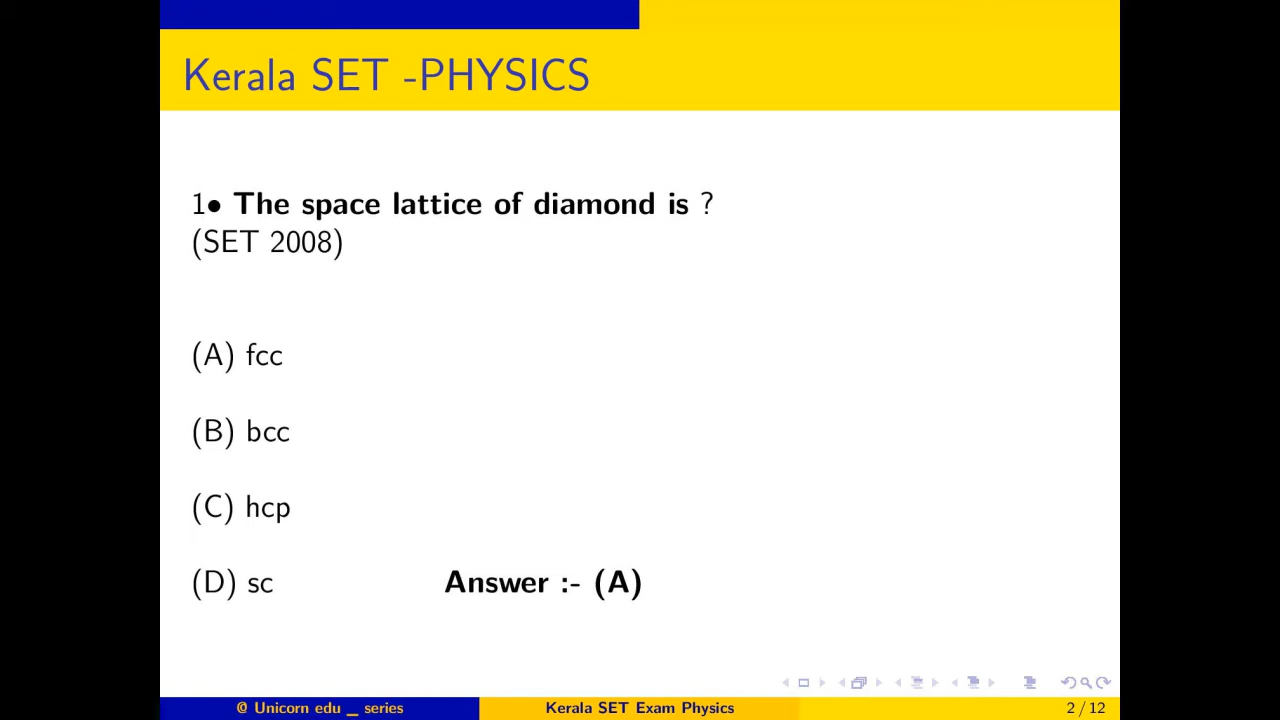 Kerala SET -PHYSICS
1• The space lattice of diamond is ?
(SET 2008)
(A) fcc
(B) bcc
(C) hcp
(D) sc Answer :- (A)
@ Unicorn edu _ series Kerala SET Exam Physics 2 / 12